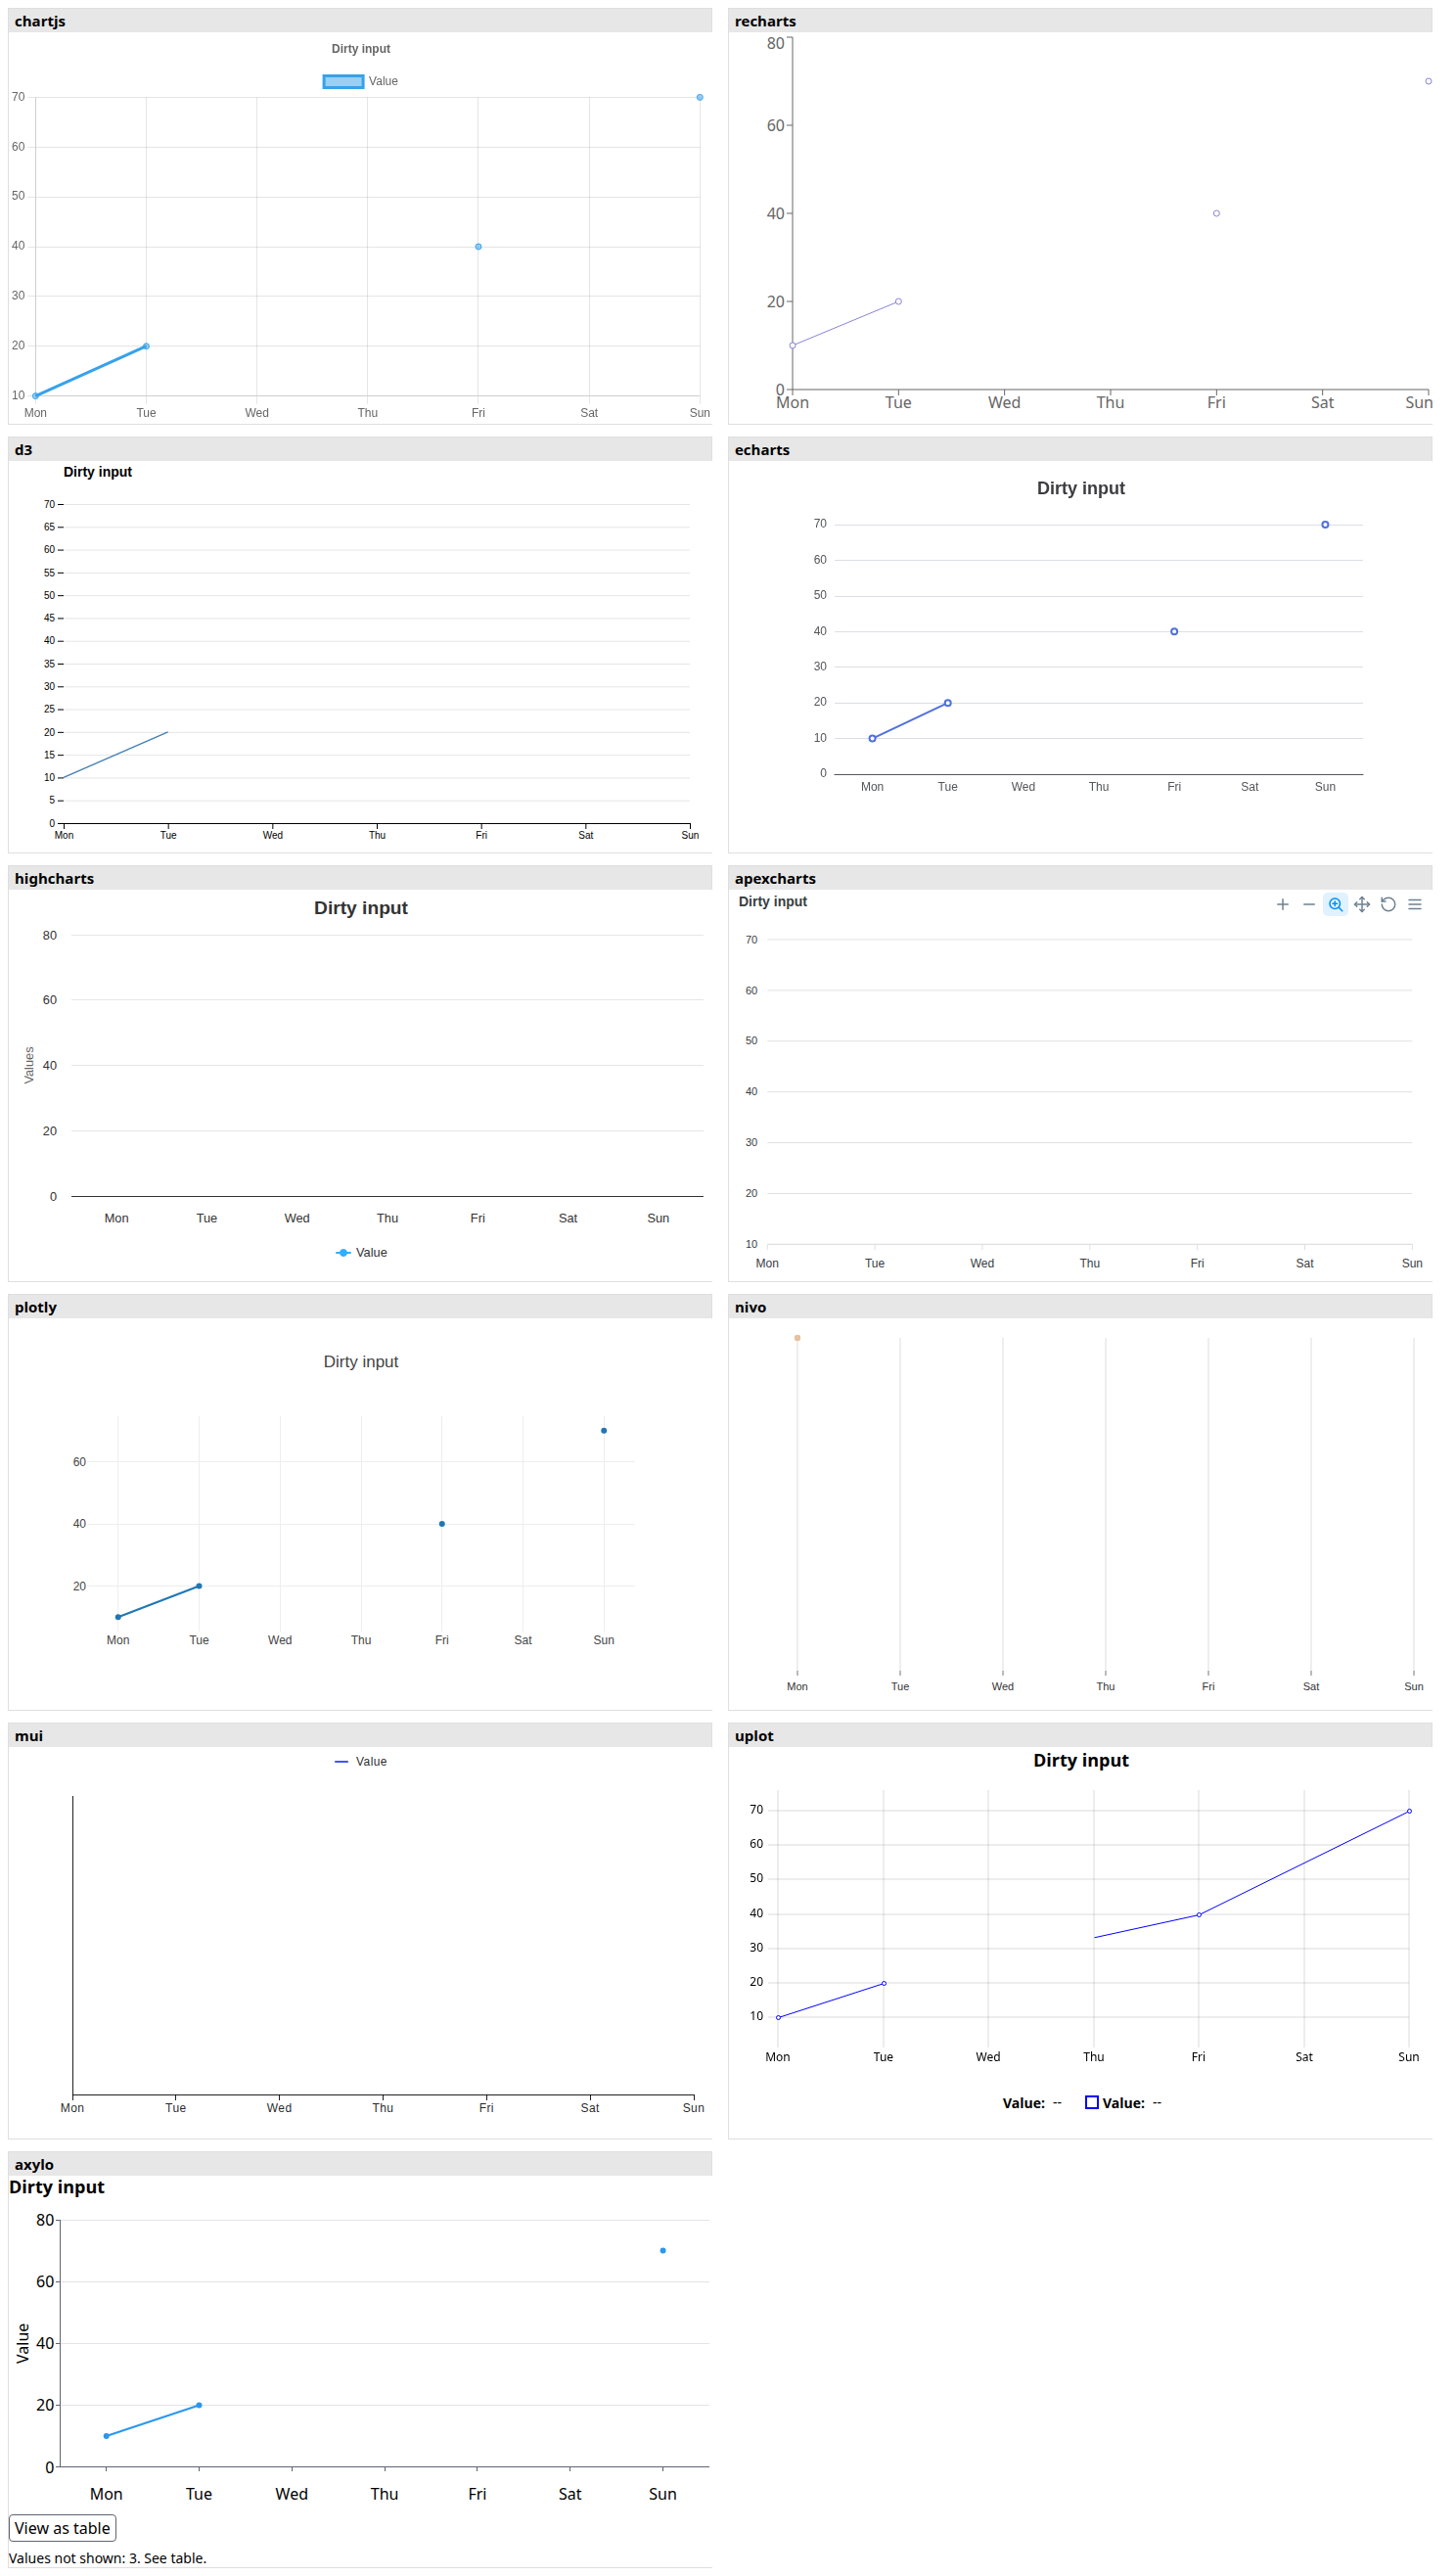 chartjs
Dirty input
Value
70
60
50
40
30
20
10
Mon Tue Wed Thu Fri Sat Sun
recharts
80
60
40
20
0
Mon Tue Wed Thu Fri Sat Sun
d3
Dirty input
70
65
60
55
50
45
40
35
30
25
20
15
10
5
0
Mon Tue Wed Thu Fri Sat Sun
echarts
Dirty input
70
60
50
40
30
20
10
0
Mon Tue Wed Thu Fri Sat Sun
highcharts
Dirty input
Values
80
60
40
20
0
Mon Tue Wed Thu Fri Sat Sun
Value
apexcharts
Dirty input
70
60
50
40
30
20
10
Mon Tue Wed Thu Fri Sat Sun
plotly
Dirty input
60
40
20
Mon Tue Wed Thu Fri Sat Sun
nivo
Mon Tue Wed Thu Fri Sat Sun
mui
Value
Mon Tue Wed Thu Fri Sat Sun
uplot
Dirty input
70
60
50
40
30
20
10
Mon Tue Wed Thu Fri Sat Sun
Value: -- Value: --
axylo
Dirty input
Value
80
60
40
20
0
Mon Tue Wed Thu Fri Sat Sun
View as table
Values not shown: 3. See table.